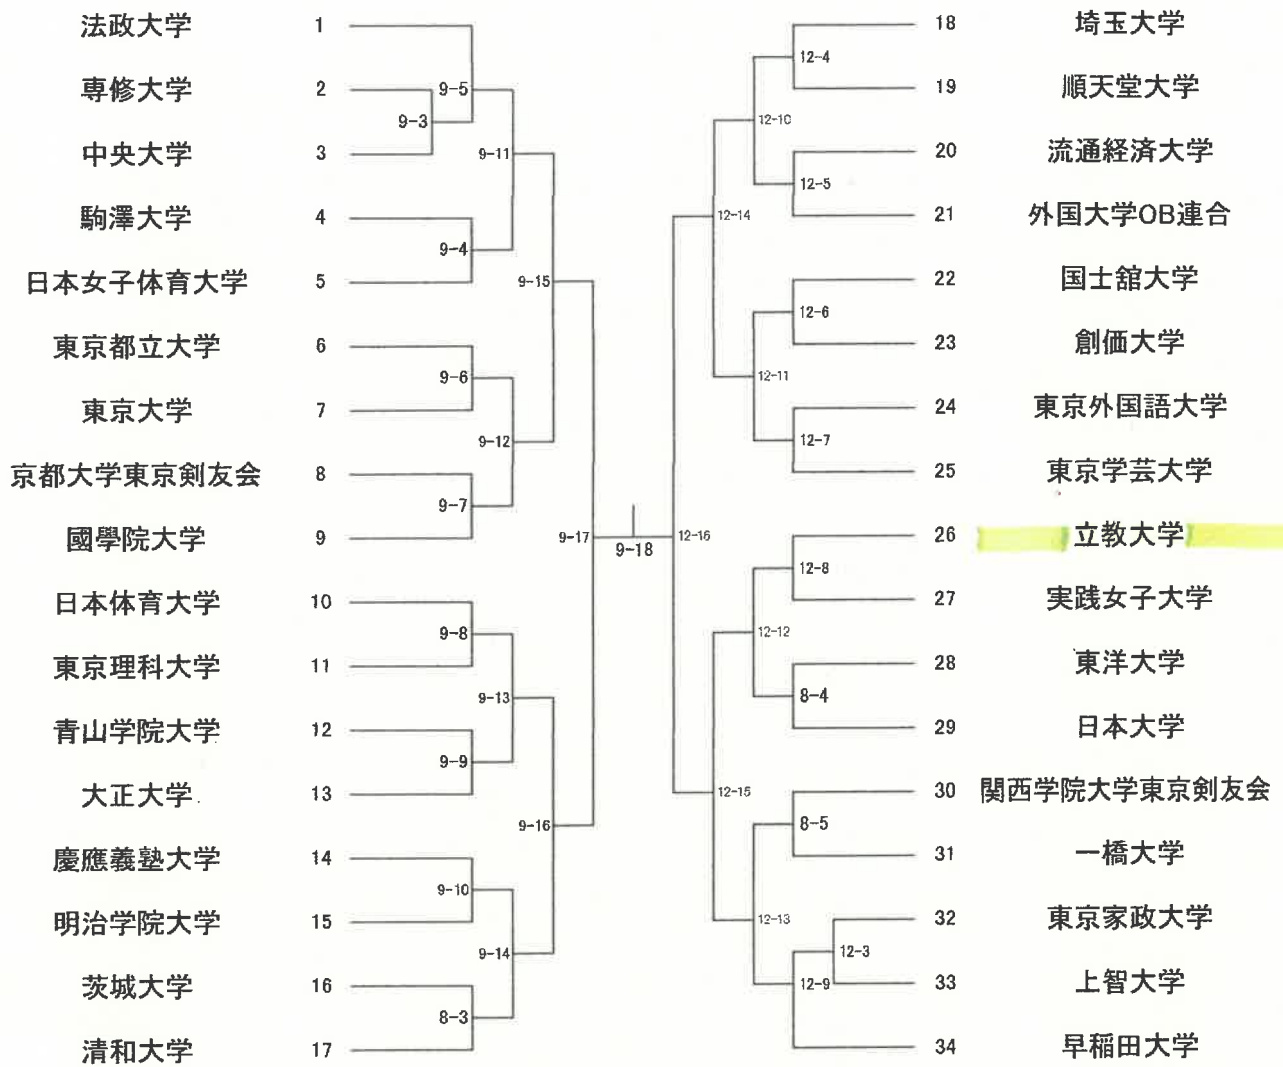 法政大学 1
専修大学 2
中央大学 3
駒澤大学 4
日本女子体育大学 5
東京都立大学 6
東京大学 7
京都大学東京剣友会 8
國學院大学 9
日本体育大学 10
東京理科大学 11
青山学院大学 12
大正大学 13
慶應義塾大学 14
明治学院大学 15
茨城大学 16
清和大学 17
9-3
9-5
9-4
9-11
9-6
9-7
9-12
9-15
9-8
9-9
9-13
9-10
8-3
9-14
9-16
9-17
9-18
12-16
12-14
12-10
12-4
12-5
12-11
12-6
12-7
12-15
12-12
12-8
8-4
12-13
8-5
12-9
12-3
18 埼玉大学
19 順天堂大学
20 流通経済大学
21 外国大学OB連合
22 国士舘大学
23 創価大学
24 東京外国語大学
25 東京学芸大学
26 立教大学
27 実践女子大学
28 東洋大学
29 日本大学
30 関西学院大学東京剣友会
31 一橋大学
32 東京家政大学
33 上智大学
34 早稲田大学